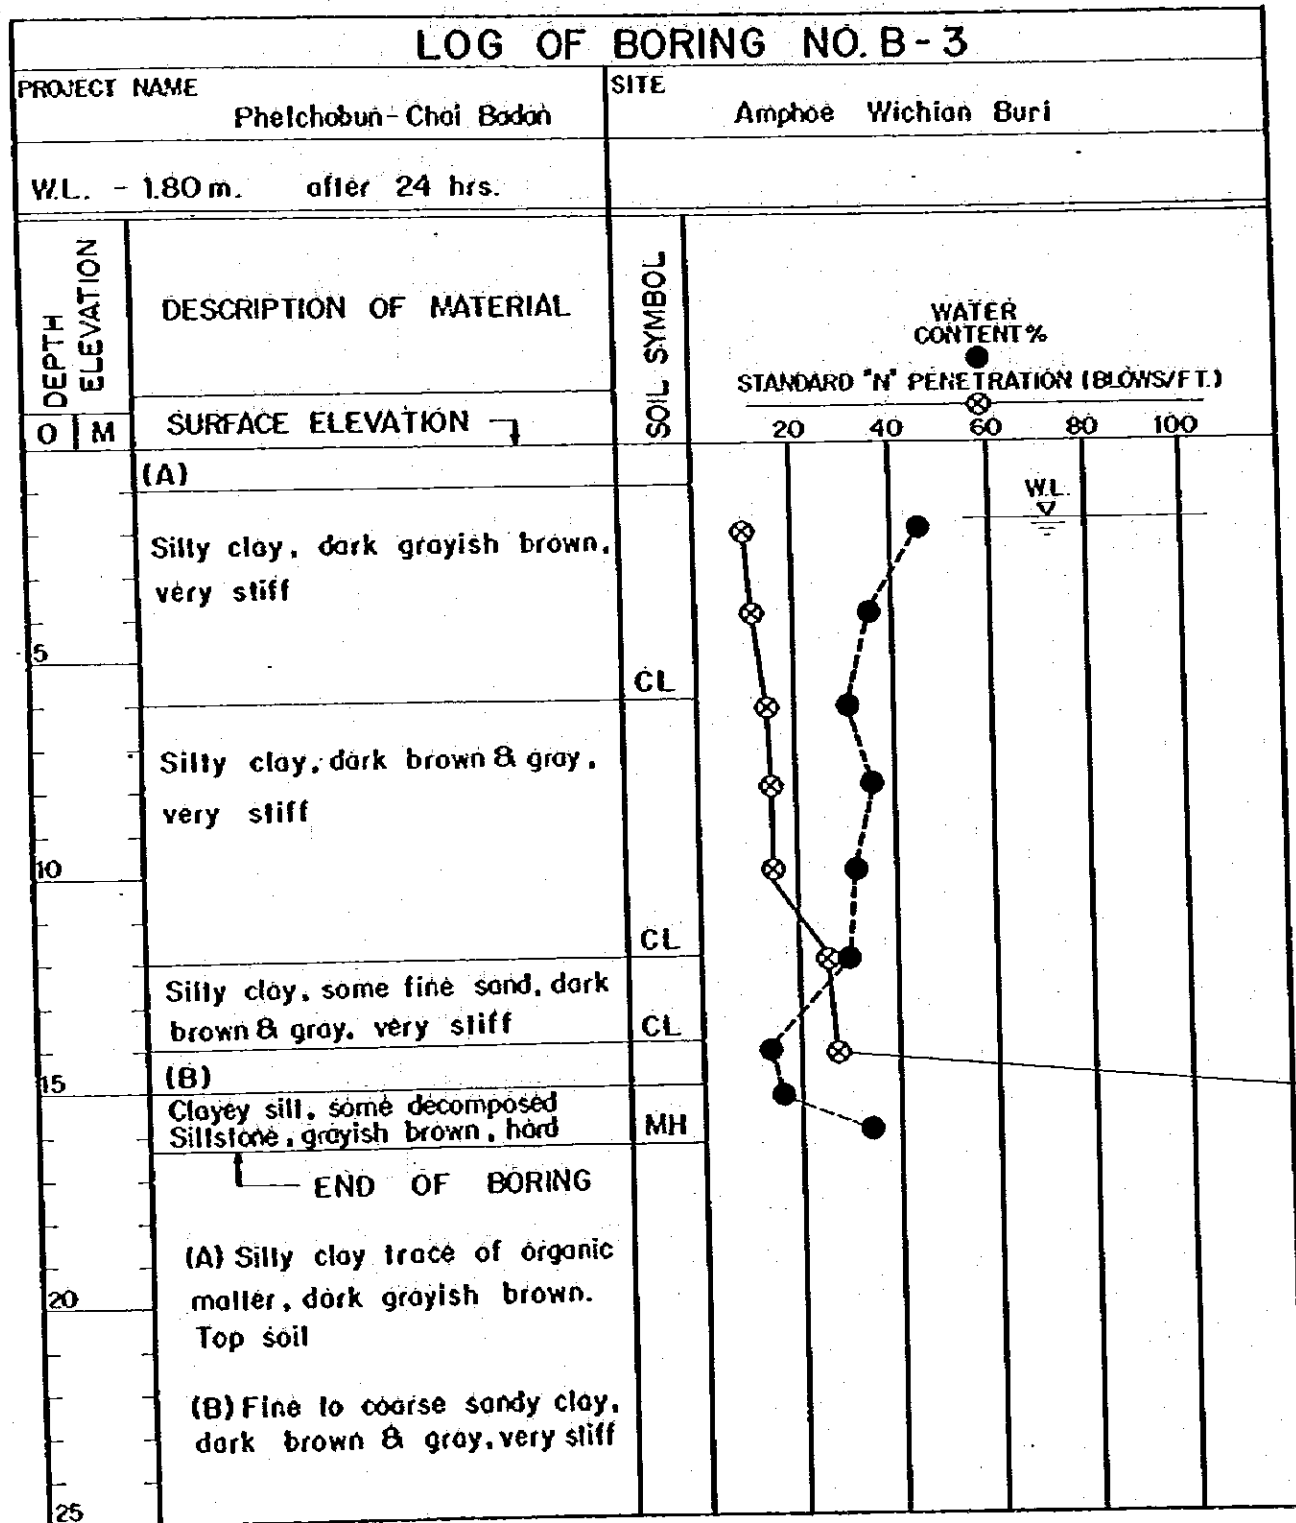 LOG OF BORING NO. B-3
PROJECT NAME
Phetchabun - Chai Badan
SITE
Amphoe Wichian Buri
W.L. - 1.80 m. after 24 hrs.
DEPTH
ELEVATION
DESCRIPTION OF MATERIAL
SOIL SYMBOL
WATER
CONTENT %
STANDARD "N" PENETRATION (BLOWS/FT.)
0 M
SURFACE ELEVATION
20 40 60 80 100
(A)
W.L.
Silty clay, dark grayish brown,
very stiff
5
CL
Silty clay, dark brown & gray,
very stiff
10
CL
Silty clay, some fine sand, dark
brown & gray, very stiff
CL
(B)
15
Clayey silt, some decomposed
Siltstone, grayish brown, hard
MH
END OF BORING
(A) Silty clay trace of organic
matter, dark grayish brown.
Top soil
20
(B) Fine to coarse sandy clay,
dark brown & gray, very stiff
25